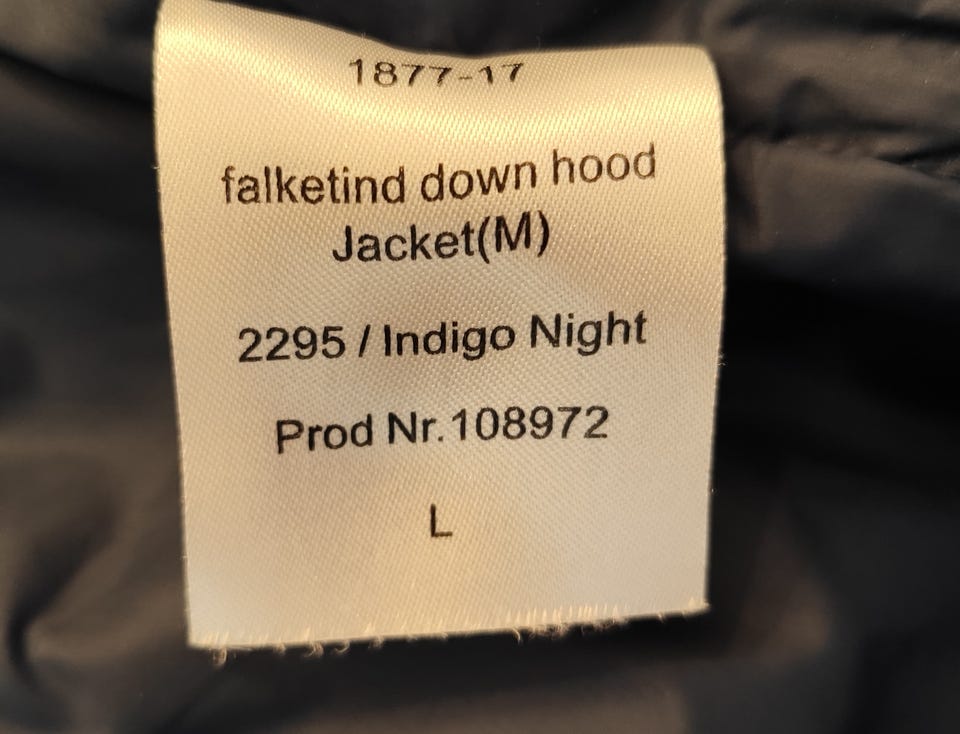 1877-17
falketind down hood
Jacket(M)
2295 / Indigo Night
Prod Nr.108972
L